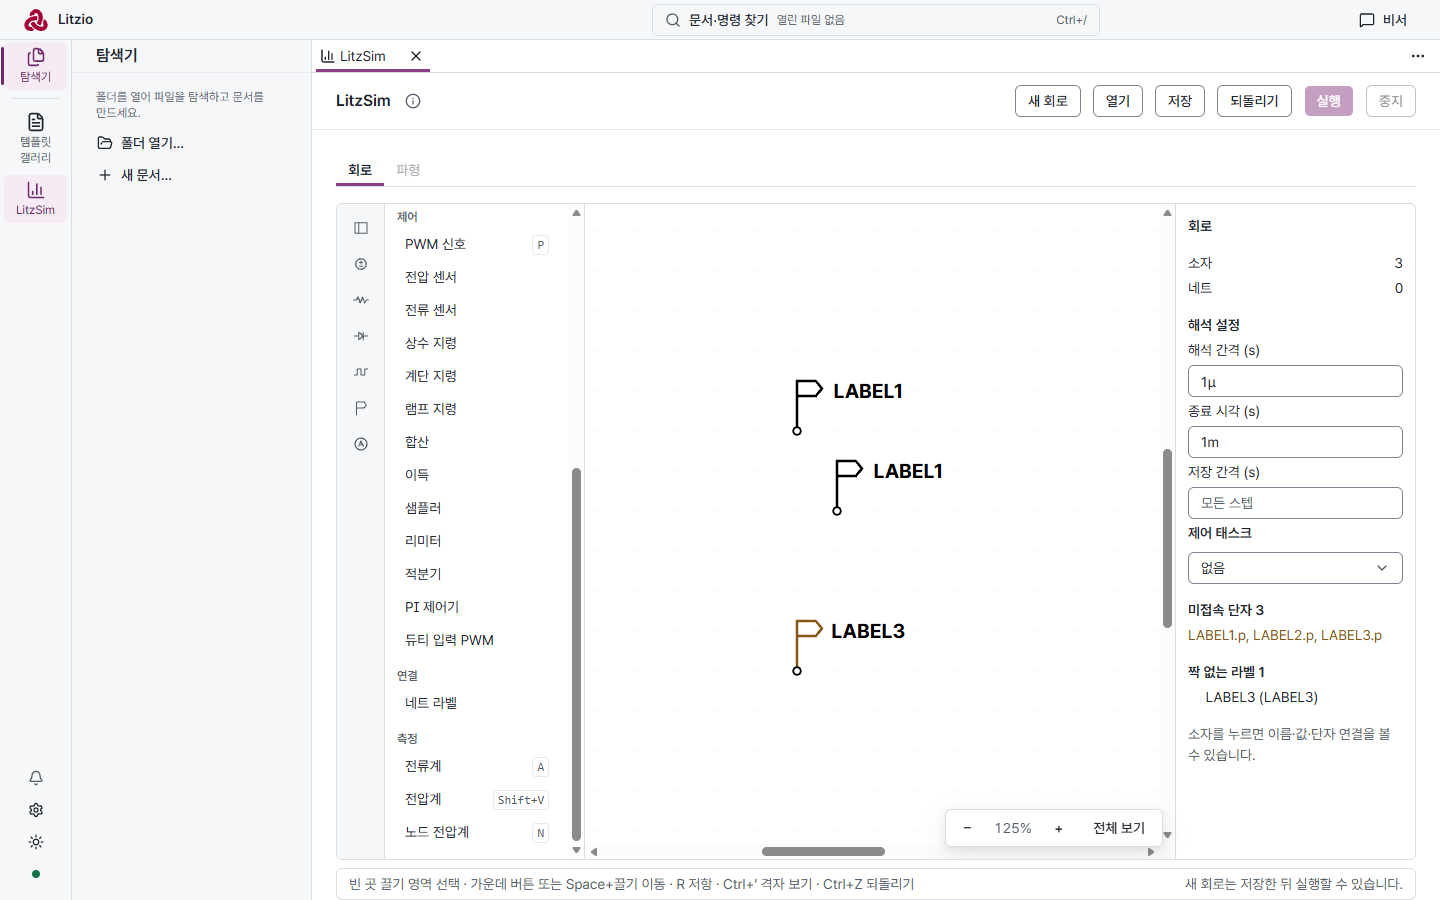 Litzio
문서·명령 찾기 열린 파일 없음 Ctrl+/
비서
탐색기
템플릿
갤러리
LitzSim
탐색기
폴더를 열어 파일을 탐색하고 문서를
만드세요.
폴더 열기...
새 문서...
LitzSim
LitzSim
새 회로 열기 저장 되돌리기 실행 중지
회로 파형
제어
PWM 신호 P
전압 센서
전류 센서
상수 지령
계단 지령
램프 지령
합산
이득
샘플러
리미터
적분기
PI 제어기
듀티 입력 PWM
연결
네트 라벨
측정
전류계 A
전압계 Shift+V
노드 전압계 N
LABEL1
LABEL1
LABEL3
− 125% + 전체 보기
회로
소자 3
네트 0
해석 설정
해석 간격 (s)
1μ
종료 시각 (s)
1m
저장 간격 (s)
모든 스텝
제어 태스크
없음
미접속 단자 3
LABEL1.p, LABEL2.p, LABEL3.p
짝 없는 라벨 1
LABEL3 (LABEL3)
소자를 누르면 이름·값·단자 연결을 볼
수 있습니다.
빈 곳 끌기 영역 선택 · 가운데 버튼 또는 Space+끌기 이동 · R 저항 · Ctrl+' 격자 보기 · Ctrl+Z 되돌리기
새 회로는 저장한 뒤 실행할 수 있습니다.